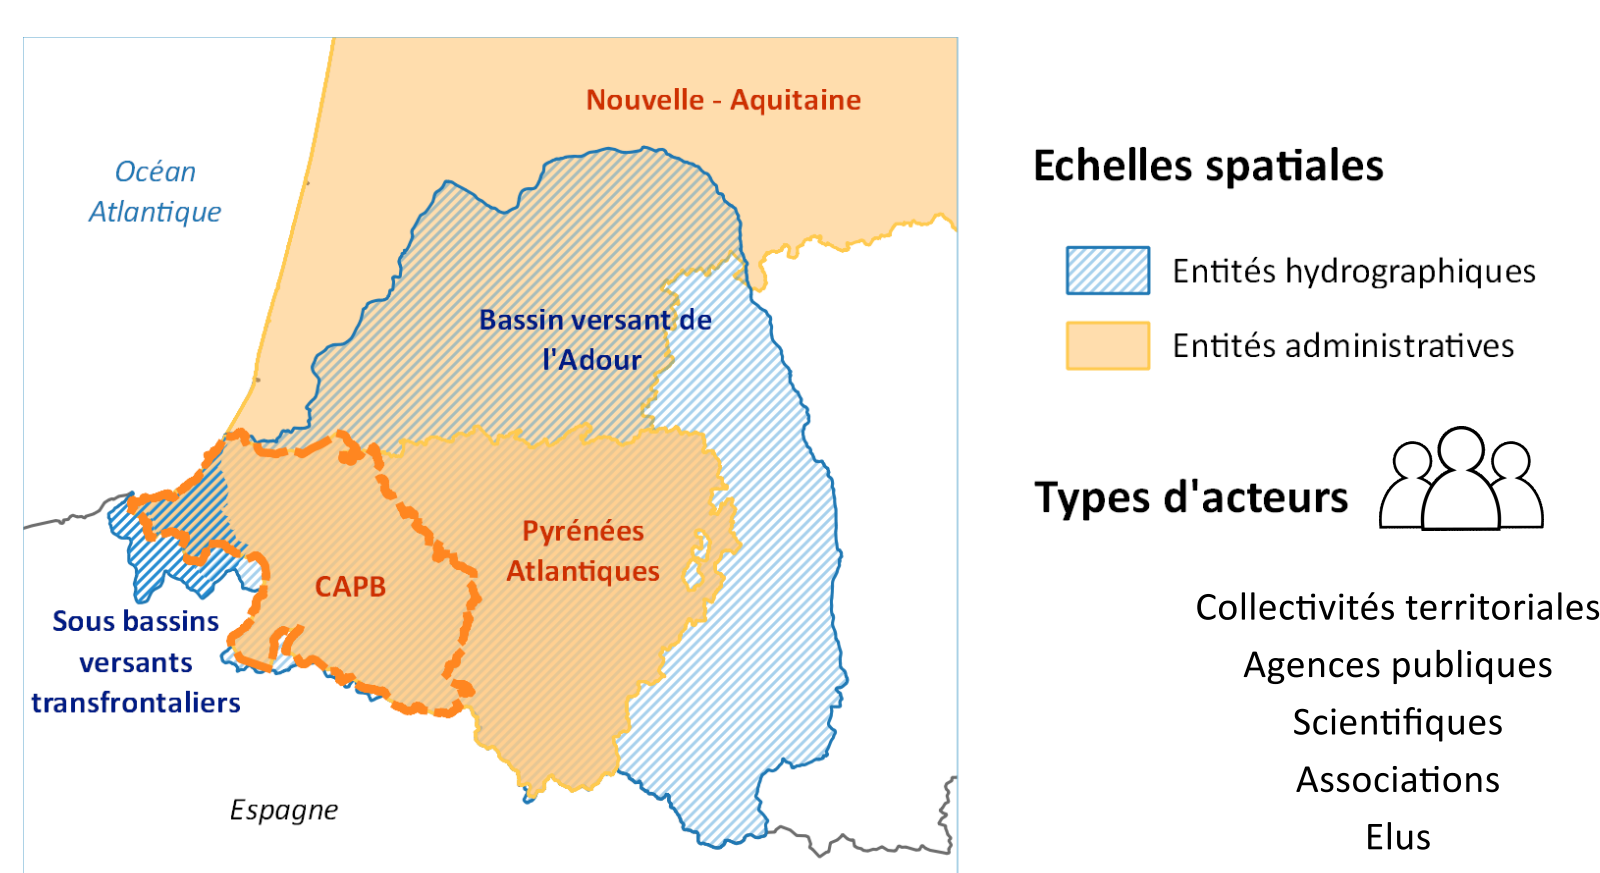 Nouvelle - Aquitaine
Océan
Atlantique
Bassin versant de
l'Adour
Pyrénées
Atlantiques
CAPB
Sous bassins
versants
transfrontaliers
Espagne
Echelles spatiales
Entités hydrographiques
Entités administratives
Types d'acteurs
Collectivités territoriales
Agences publiques
Scientifiques
Associations
Elus